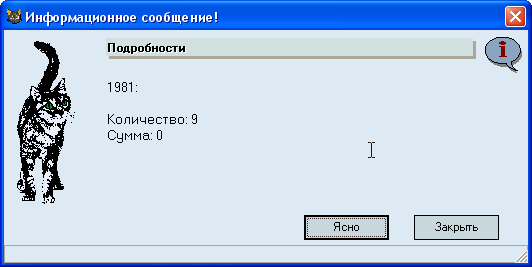 Информационное сообщение!
Подробности
1981:
Количество: 9
Сумма: 0
Ясно
Закрыть